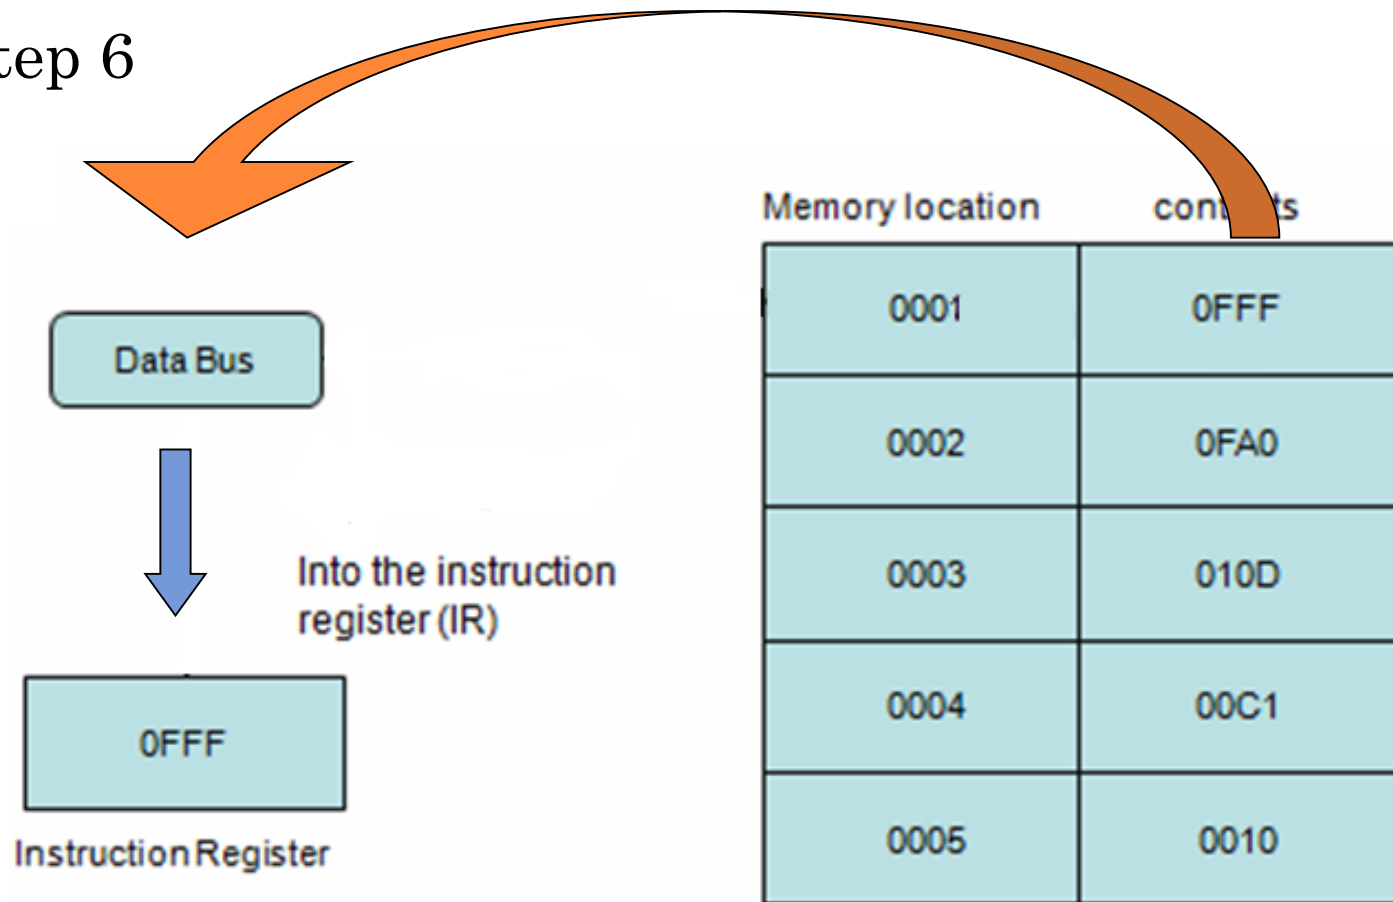 tep 6
Memory location
0001 0FFF
Data Bus
0002 0FA0
Into the instruction
register (IR)
0003 010D
0004 00C1
0FFF
0005 0010
Instruction Register